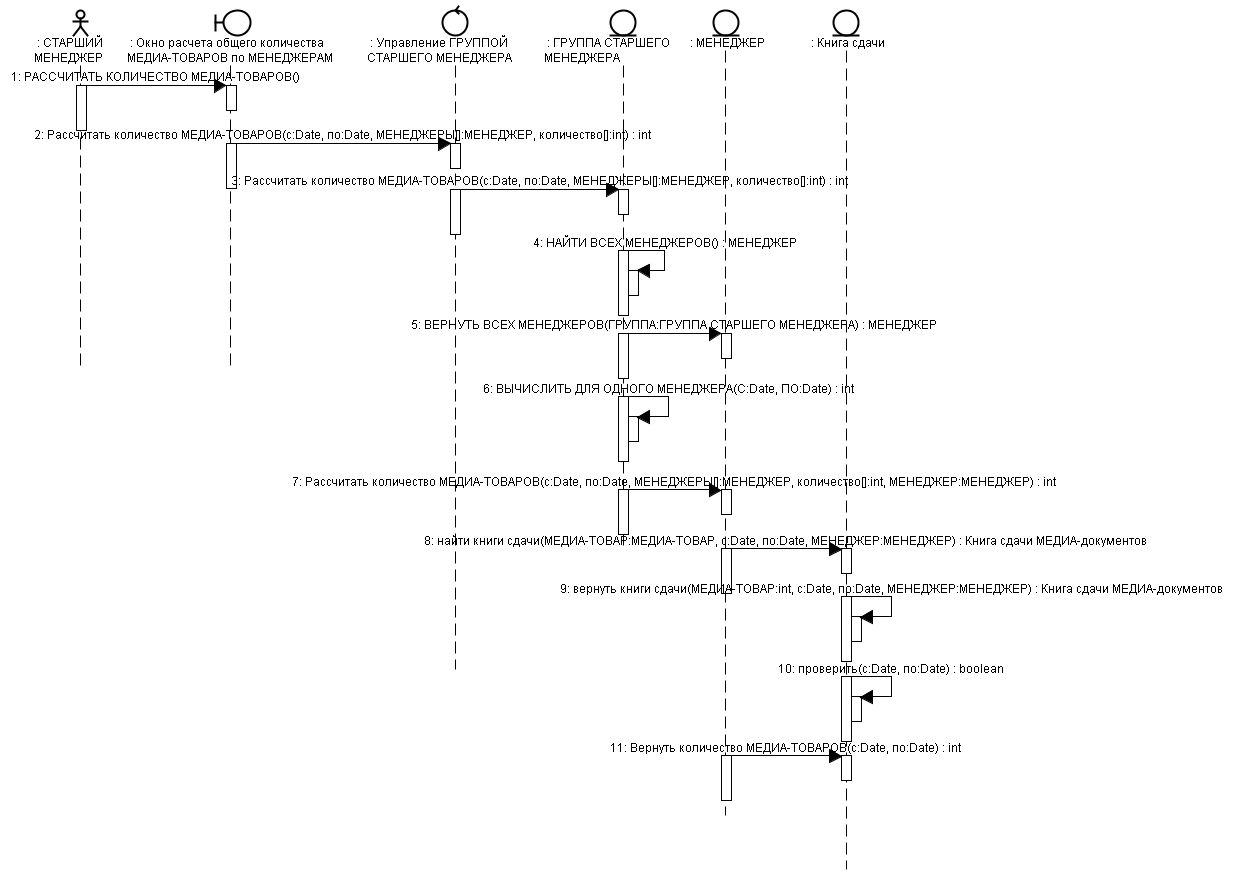 : СТАРШИЙ
МЕНЕДЖЕР
: Окно расчета общего количества
МЕДИА-ТОВАРОВ по МЕНЕДЖЕРАМ
: Управление ГРУППОЙ
СТАРШЕГО МЕНЕДЖЕРА
: ГРУППА СТАРШЕГО
МЕНЕДЖЕРА
: МЕНЕДЖЕР
: Книга сдачи
1: РАССЧИТАТЬ КОЛИЧЕСТВО МЕДИА-ТОВАРОВ()
2: Рассчитать количество МЕДИА-ТОВАРОВ(с:Date, по:Date, МЕНЕДЖЕРЫ[]:МЕНЕДЖЕР, количество[]:int) : int
3: Рассчитать количество МЕДИА-ТОВАРОВ(с:Date, по:Date, МЕНЕДЖЕРЫ[]:МЕНЕДЖЕР, количество[]:int) : int
4: НАЙТИ ВСЕХ МЕНЕДЖЕРОВ() : МЕНЕДЖЕР
5: ВЕРНУТЬ ВСЕХ МЕНЕДЖЕРОВ(ГРУППА:ГРУППА СТАРШЕГО МЕНЕДЖЕРА) : МЕНЕДЖЕР
6: ВЫЧИСЛИТЬ ДЛЯ ОДНОГО МЕНЕДЖЕРА(С:Date, ПО:Date) : int
7: Рассчитать количество МЕДИА-ТОВАРОВ(с:Date, по:Date, МЕНЕДЖЕРЫ[]:МЕНЕДЖЕР, количество[]:int, МЕНЕДЖЕР:МЕНЕДЖЕР) : int
8: найти книги сдачи(МЕДИА-ТОВАР:МЕДИА-ТОВАР, с:Date, по:Date, МЕНЕДЖЕР:МЕНЕДЖЕР) : Книга сдачи МЕДИА-документов
9: вернуть книги сдачи(МЕДИА-ТОВАР:int, с:Date, по:Date, МЕНЕДЖЕР:МЕНЕДЖЕР) : Книга сдачи МЕДИА-документов
10: проверить(с:Date, по:Date) : boolean
11: Вернуть количество МЕДИА-ТОВАРОВ(с:Date, по:Date) : int